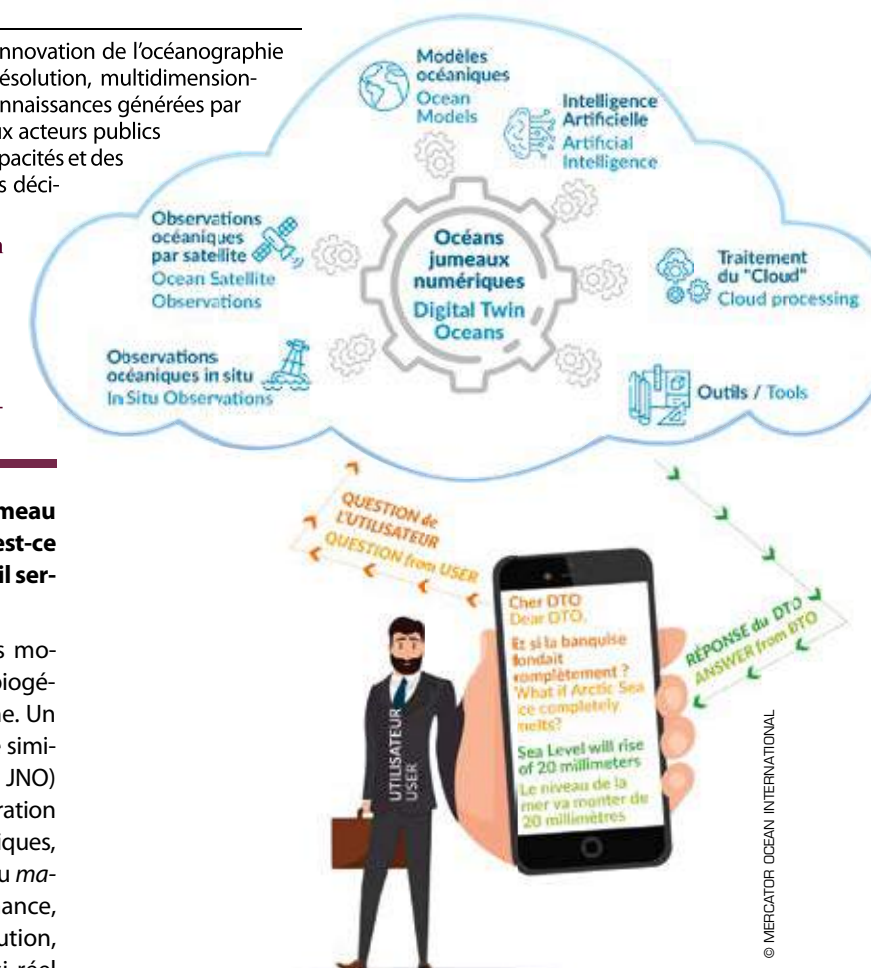 nnovation de l'océanographie
ésolution, multidimension-
nnaissances générées par
ux acteurs publics
pacités et des
s déci-
a
-
meau
est-ce
il ser-
s mo-
biogé-
ne. Un
e simi-
JNO)
ration
iques,
u ma-
ance,
ution,
i réel
Modèles
océaniques
Ocean
Models
Intelligence
Artificielle
Artificial
Intelligence
Observations
océaniques
par satellite
Ocean Satellite
Observations
Océans
jumeaux
numériques
Digital Twin
Oceans
Traitement
du "Cloud"
Cloud processing
Observations
océaniques in situ
In Situ Observations
Outils / Tools
QUESTION de
L'UTILISATEUR
QUESTION from USER
Cher DTO
Dear DTO,
Et si la banquise
fondait
complètement ?
What if Arctic Sea
ice completely
melts?
Sea Level will rise
of 20 millimeters
Le niveau de la
mer va monter de
20 millimètres
RÉPONSE du DTO
ANSWER from DTO
UTILISATEUR
USER
© MERCATOR OCEAN INTERNATIONAL